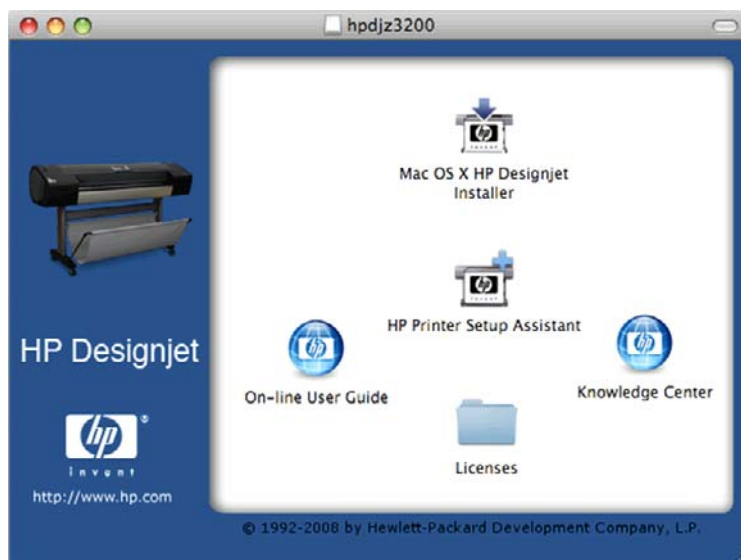 hpdjz3200
Mac OS X HP Designjet
Installer
HP Printer Setup Assistant
On-line User Guide
Knowledge Center
Licenses
HP Designjet
hp
invent
http://www.hp.com
© 1992-2008 by Hewlett-Packard Development Company, L.P.